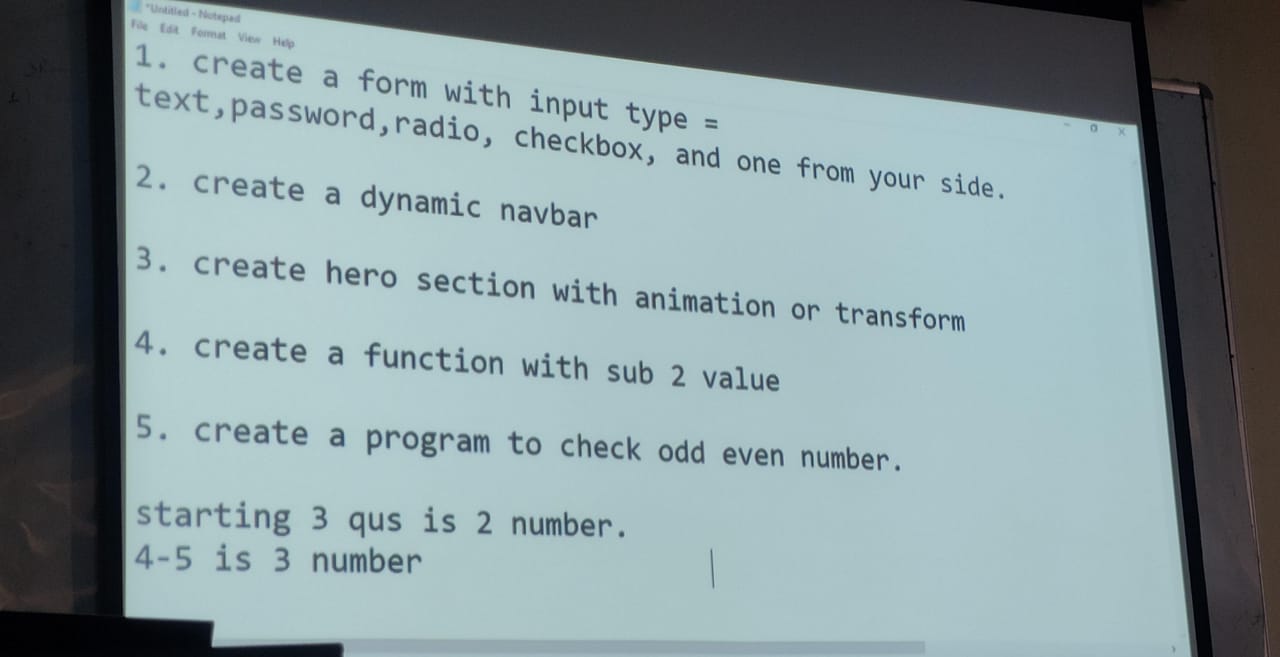 *Untitled - Notepad
File Edit Format View Help
1. create a form with input type =
text,password,radio, checkbox, and one from your side.
2. create a dynamic navbar
3. create hero section with animation or transform
4. create a function with sub 2 value
5. create a program to check odd even number.
starting 3 qus is 2 number.
4-5 is 3 number